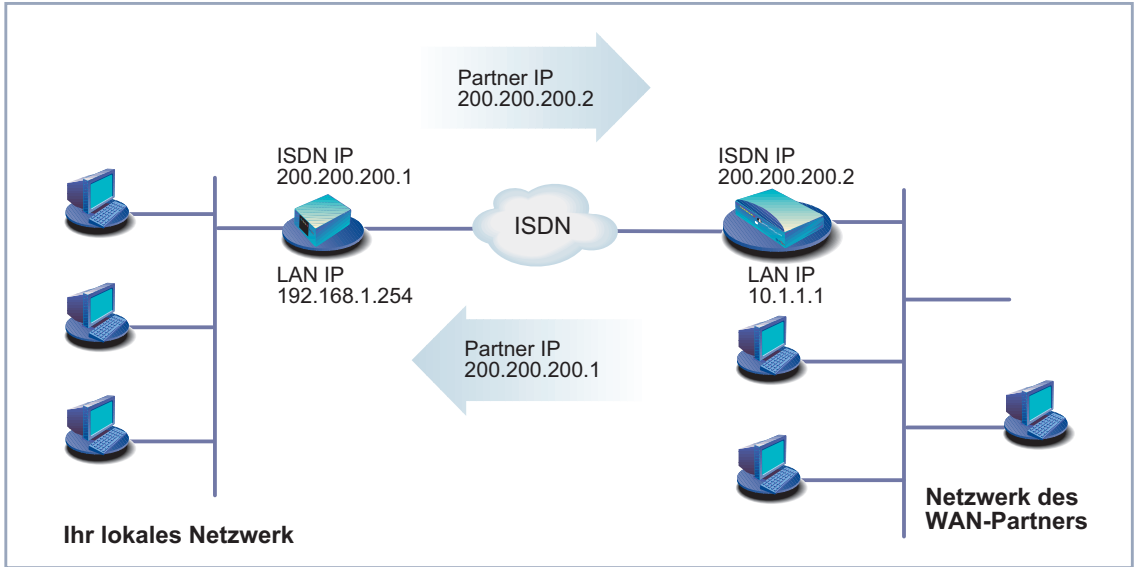 Partner IP
200.200.200.2
ISDN IP
200.200.200.1
ISDN IP
200.200.200.2
ISDN
LAN IP
192.168.1.254
LAN IP
10.1.1.1
Partner IP
200.200.200.1
Ihr lokales Netzwerk
Netzwerk des
WAN-Partners